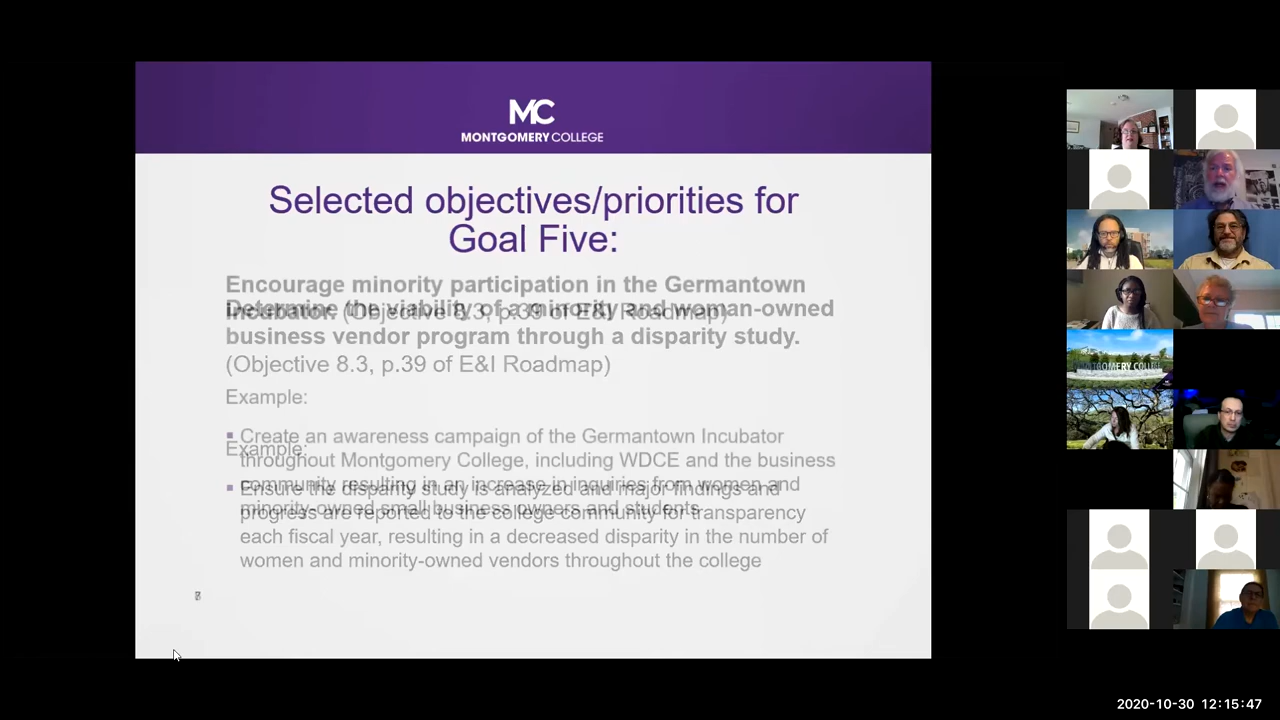 MC
MONTGOMERY COLLEGE
Selected objectives/priorities for
Goal Five:
Encourage minority participation in the Germantown
Incubator. (Objective 8.3, p.39 of E&I Roadmap)
Determine the viability of a minority and woman-owned
business vendor program through a disparity study.
(Objective 8.3, p.39 of E&I Roadmap)
Example:
Create an awareness campaign of the Germantown Incubator
throughout Montgomery College, including WDCE and the business
community resulting in an increase in inquiries from women and
minority-owned small business owners and students
Example:
Ensure the disparity study is analyzed and major findings and
progress are reported to the college community for transparency
each fiscal year, resulting in a decreased disparity in the number of
women and minority-owned vendors throughout the college
MONTGOMERY COLLEGE
2020-10-30 12:15:47